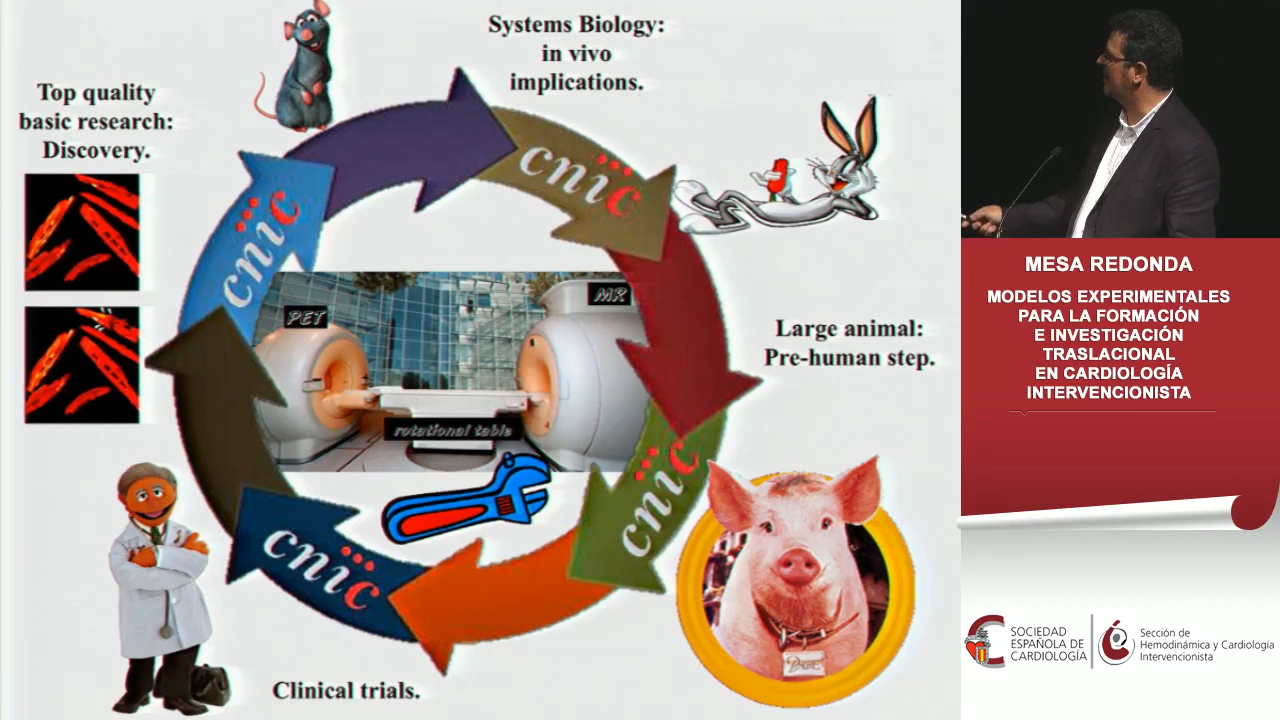 Systems Biology:
in vivo
implications.
Top quality
basic research:
Discovery.
cnic
cnic
PET
MR
rotational table
Large animal:
Pre-human step.
cnic
cnic
Clinical trials.
MESA REDONDA
MODELOS EXPERIMENTALES
PARA LA FORMACIÓN
E INVESTIGACIÓN
TRASLACIONAL
EN CARDIOLOGÍA
INTERVENCIONISTA
SOCIEDAD
ESPAÑOLA DE
CARDIOLOGÍA
Sección de
Hemodinámica y Cardiología
Intervencionista